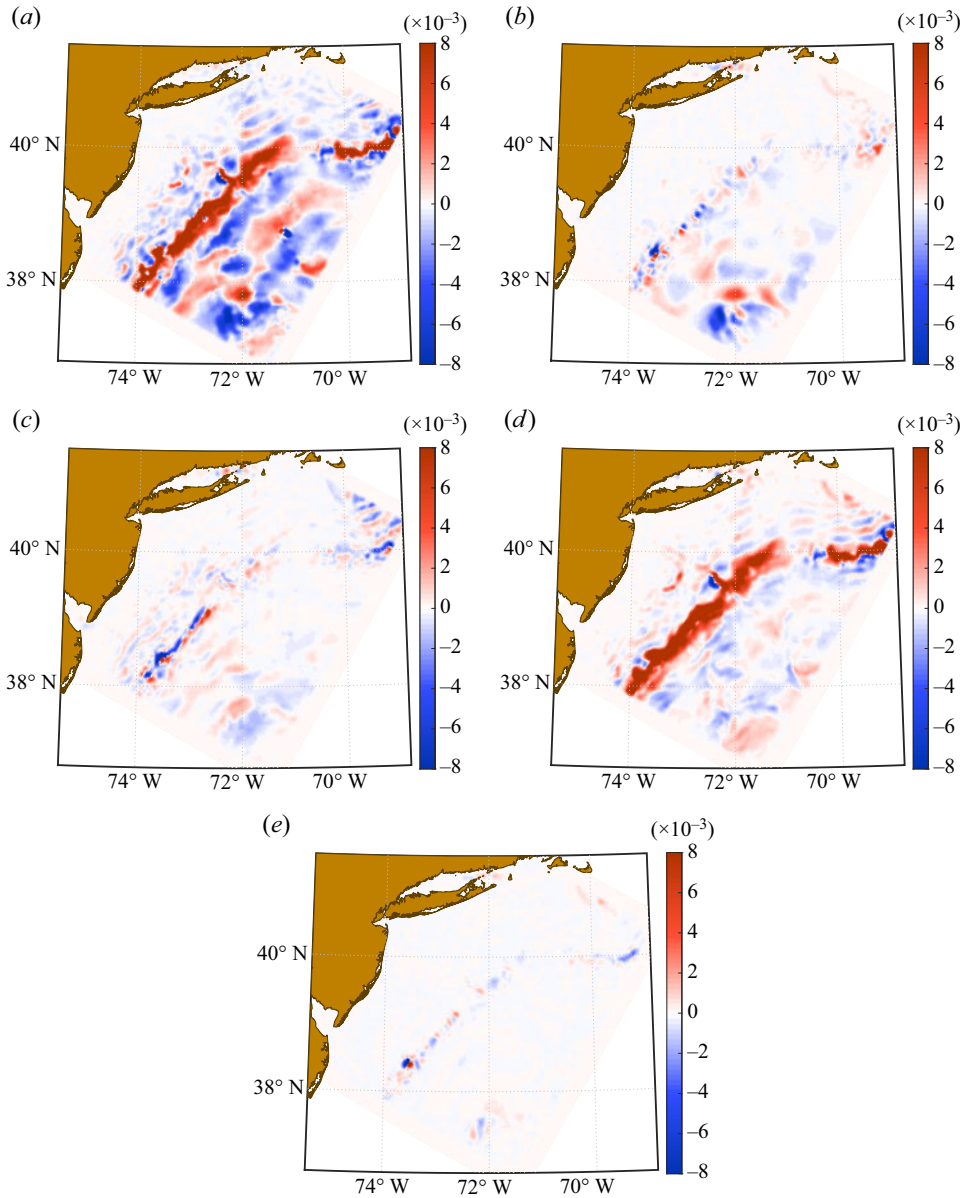 (a) (×10⁻³) (b) (×10⁻³)
8 8
6 6
40° N 4 40° N 4
2 2
0 0
–2 –2
38° N –4 38° N –4
–6 –6
–8 –8
74° W 72° W 70° W 74° W 72° W 70° W
(c) (×10⁻³) (d) (×10⁻³)
8 8
6 6
40° N 4 40° N 4
2 2
0 0
–2 –2
38° N –4 38° N –4
–6 –6
–8 –8
74° W 72° W 70° W 74° W 72° W 70° W
(e) (×10⁻³)
8
6
4
40° N 2
0
–2
38° N –4
–6
–8
74° W 72° W 70° W